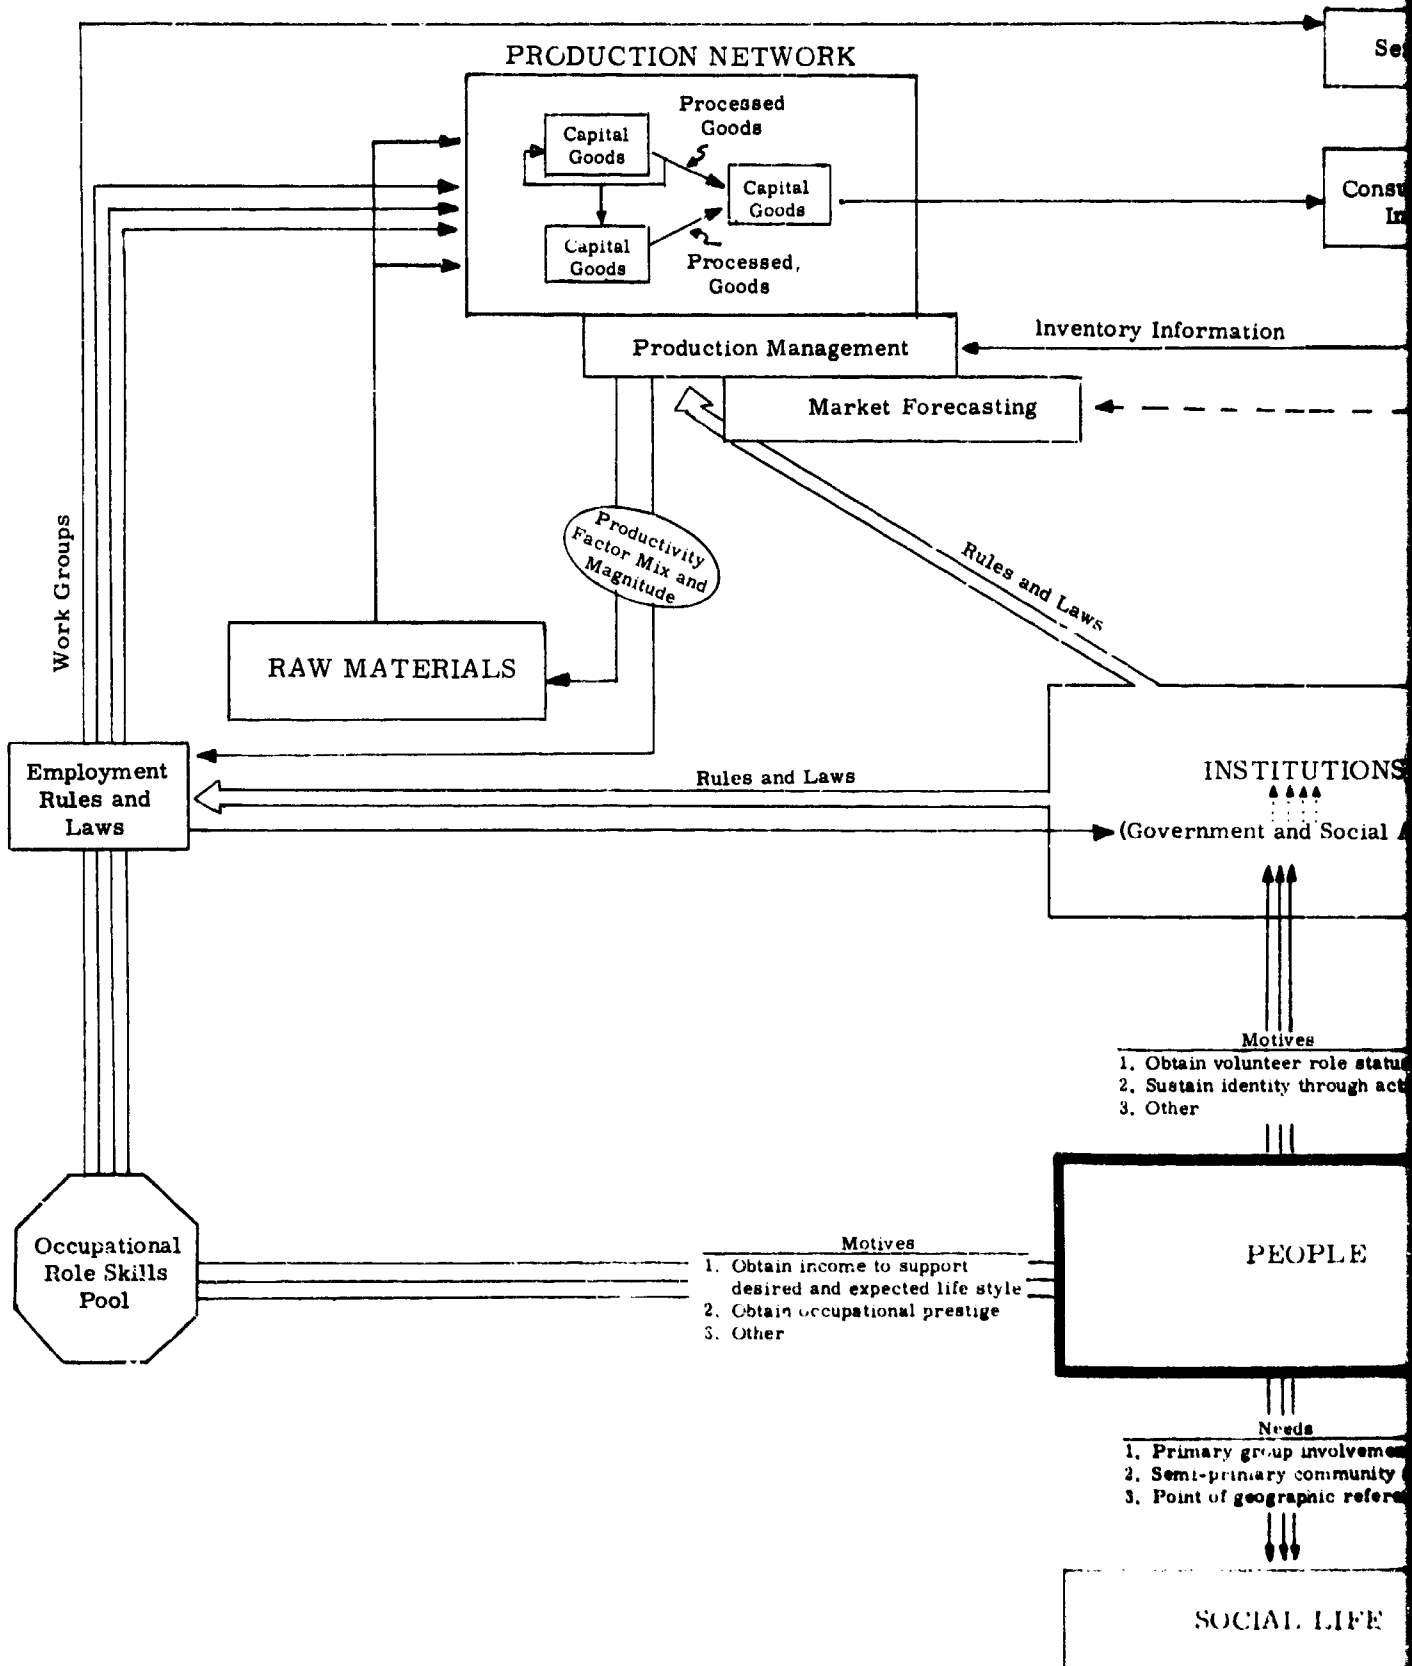 PRODUCTION NETWORK
Processed
Goods
Capital
Goods
Capital
Goods
Capital
Goods
Processed,
Goods
Inventory Information
Production Management
Market Forecasting
Productivity
Factor Mix and
Magnitude
Rules and Laws
Work Groups
RAW MATERIALS
Employment
Rules and
Laws
Rules and Laws
INSTITUTIONS
(Government and Social
Motives
1. Obtain volunteer role status
2. Sustain identity through
3. Other
Occupational
Role Skills
Pool
Motives
1. Obtain income to support
desired and expected life style
2. Obtain occupational prestige
3. Other
PEOPLE
Needs
1. Primary group
2. Semi-primary community
3. Point of geographic
SOCIAL LIFE